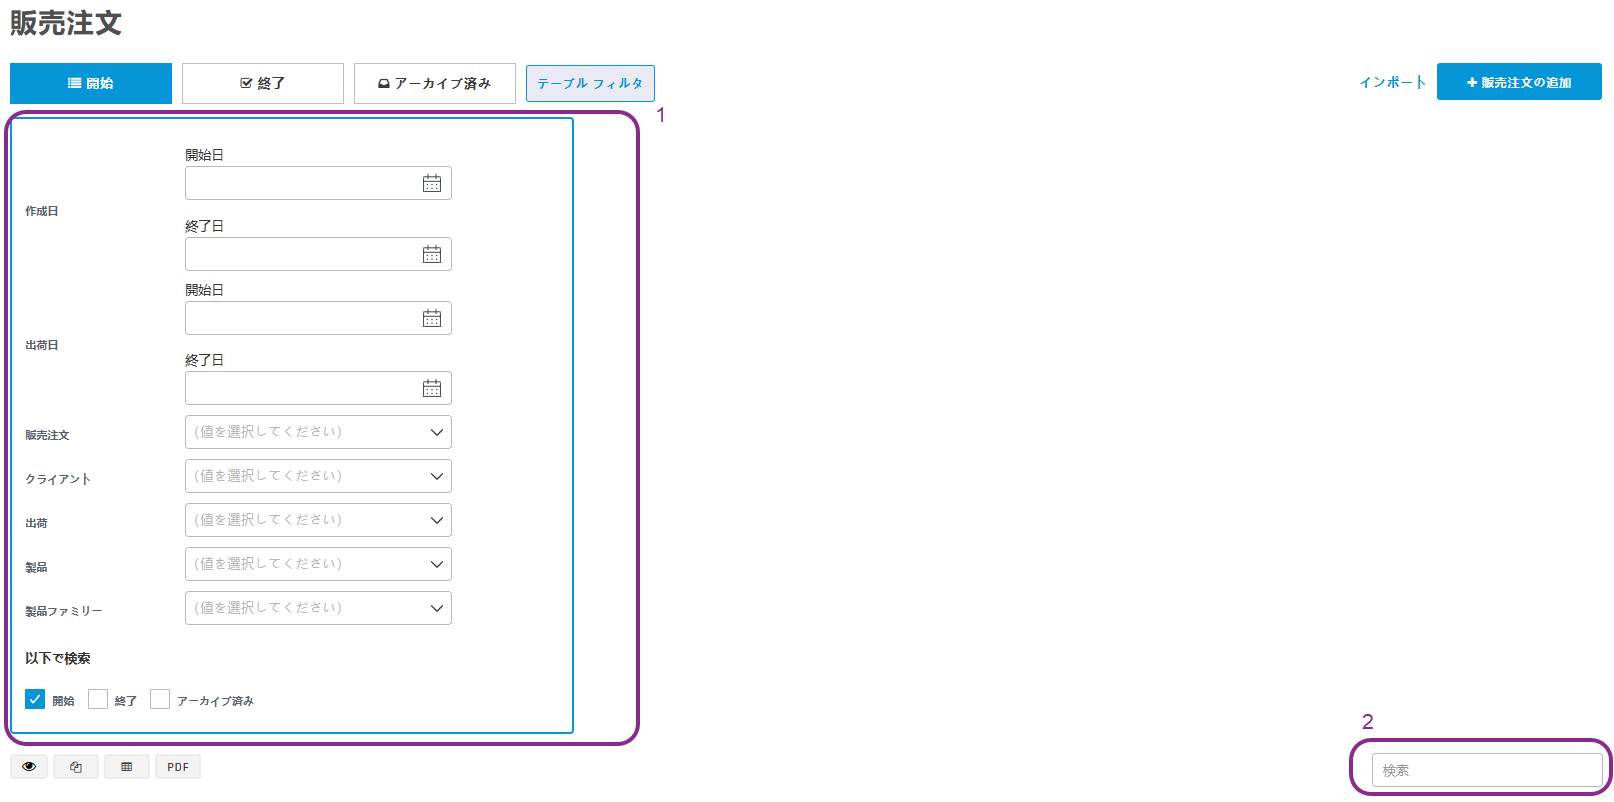 販売注文
開始
終了
アーカイブ済み
テーブル フィルタ
インポート
販売注文の追加
1
作成日
開始日
終了日
出荷日
開始日
終了日
販売注文
(値を選択してください)
クライアント
(値を選択してください)
出荷
(値を選択してください)
製品
(値を選択してください)
製品ファミリー
(値を選択してください)
以下で検索
開始
終了
アーカイブ済み
PDF
2
検索